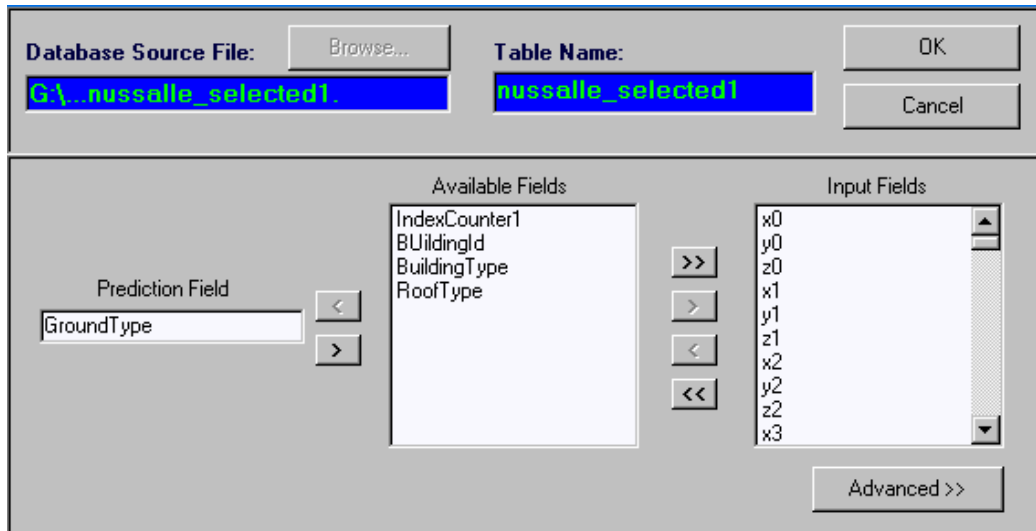 Database Source File:
Browse...
Table Name:
OK
G:\...nussalle_selected1.
nussalle_selected1
Cancel
Available Fields
Input Fields
IndexCounter1
BUildingId
BuildingType
RoofType
Prediction Field
GroundType
<
>
>>
>
<
<<
x0
y0
z0
x1
y1
z1
x2
y2
z2
x3
Advanced >>